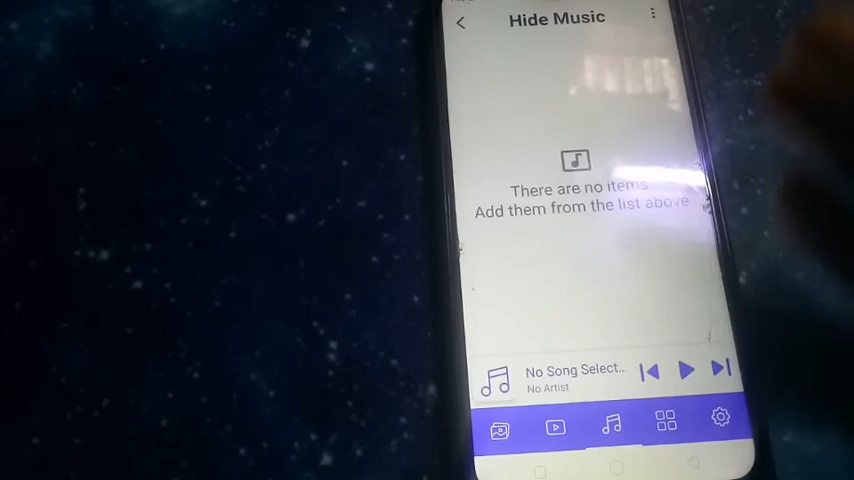 Hide Music
There are no items
Add them from the list above
No Song Select...
No Artist